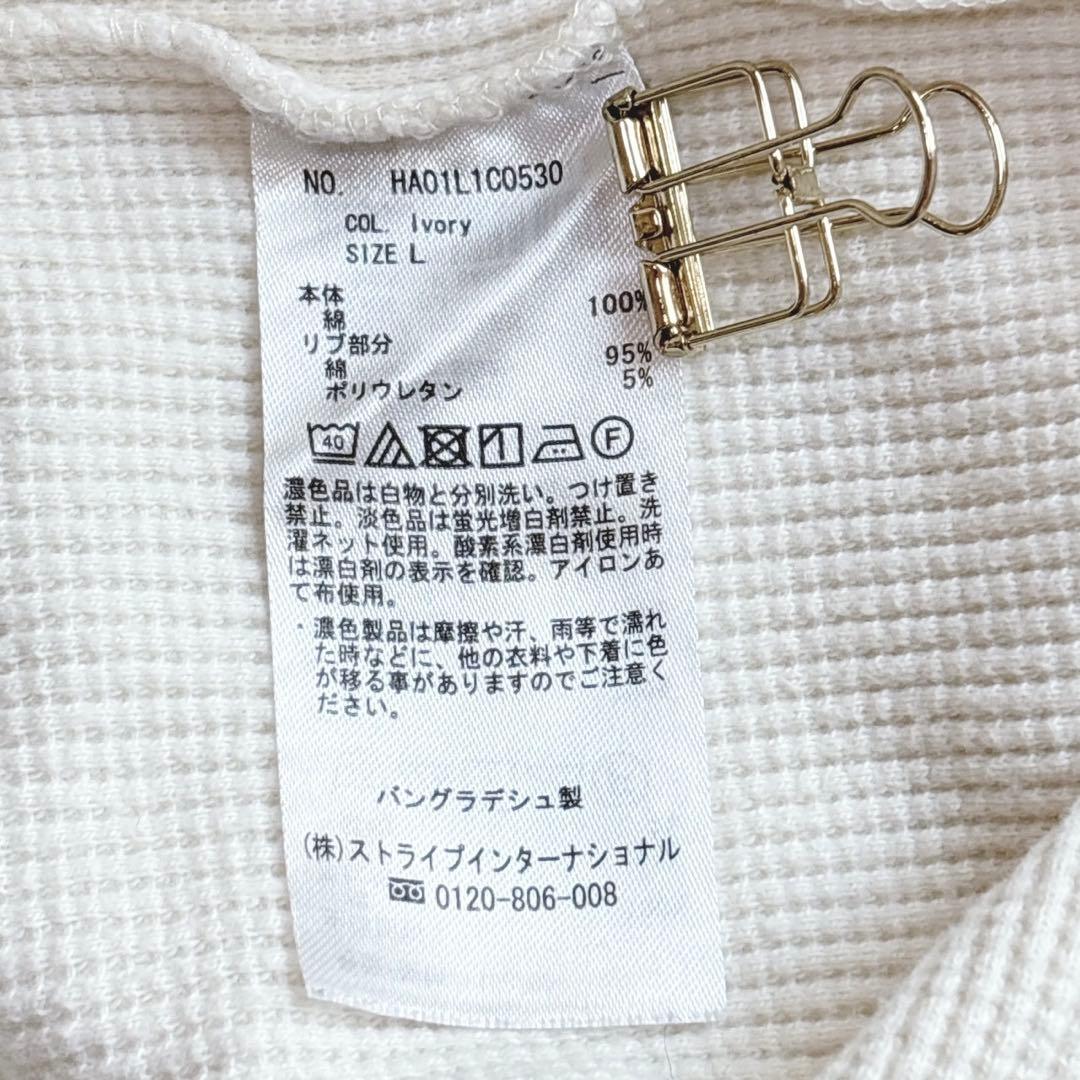 NO. HA01L1C0530
COL. Ivory
SIZE L
本体
綿 100%
リブ部分
綿 95%
ポリウレタン 5%
40 F
濃色品は白物と分別洗い。つけ置き
禁止。淡色品は蛍光増白剤禁止。洗
濯ネット使用。酸素系漂白剤使用時
は漂白剤の表示を確認。アイロンあ
て布使用。
・濃色製品は摩擦や汗、雨等で濡れ
た時などに、他の衣料や下着に色
が移る事がありますのでご注意く
ださい。
バングラデシュ製
(株)ストライプインターナショナル
0120-806-008